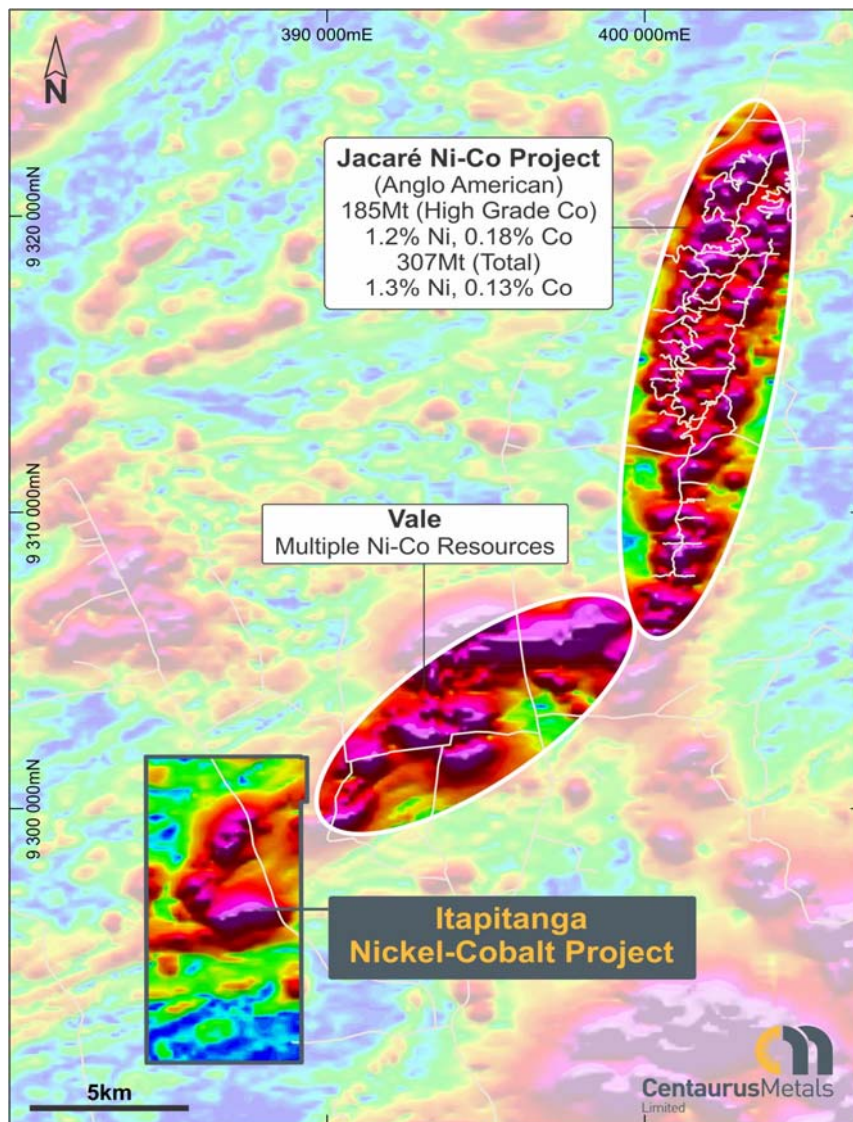 390 000mE
400 000mE
N
Jacaré Ni-Co Project
(Anglo American)
185Mt (High Grade Co)
1.2% Ni, 0.18% Co
307Mt (Total)
1.3% Ni, 0.13% Co
9 320 000mN
9 310 000mN
Vale
Multiple Ni-Co Resources
9 300 000mN
Itapitanga
Nickel-Cobalt Project
5km
CentaurusMetals
Limited